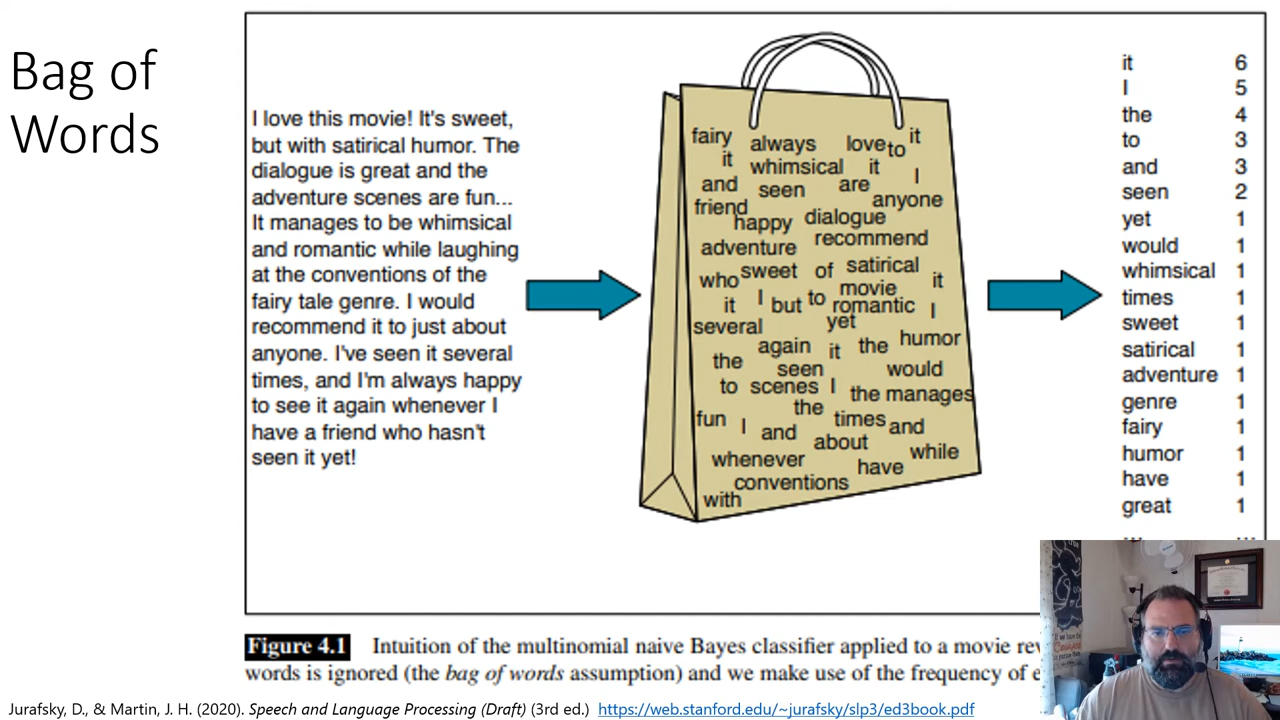 Bag of
Words
I love this movie! It's sweet,
but with satirical humor. The
dialogue is great and the
adventure scenes are fun...
It manages to be whimsical
and romantic while laughing
at the conventions of the
fairy tale genre. I would
recommend it to just about
anyone. I've seen it several
times, and I'm always happy
to see it again whenever I
have a friend who hasn't
seen it yet!
fairy always love to it
it whimsical it I
and seen are anyone
friend happy dialogue
adventure recommend
who sweet of satirical it
it I but to movie romantic I
several yet
again it the humor
the seen would
to scenes I the manages
fun I and the times and
about
whenever have while
conventions
with
it 6
I 5
the 4
to 3
and 3
seen 2
yet 1
would 1
whimsical 1
times 1
sweet 1
satirical 1
adventure 1
genre 1
fairy 1
humor 1
have 1
great 1
... ...
Figure 4.1 Intuition of the multinomial naive Bayes classifier applied to a movie
words is ignored (the bag of words assumption) and we make use of the frequency of
Jurafsky, D., & Martin, J. H. (2020). Speech and Language Processing (Draft) (3rd ed.) https://web.stanford.edu/~jurafsky/slp3/ed3book.pdf